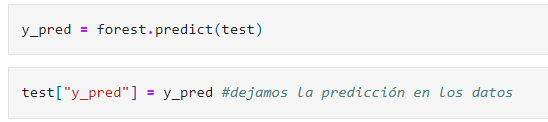 y_pred = forest.predict(test)
test["y_pred"] = y_pred #dejamos la predicción en los datos